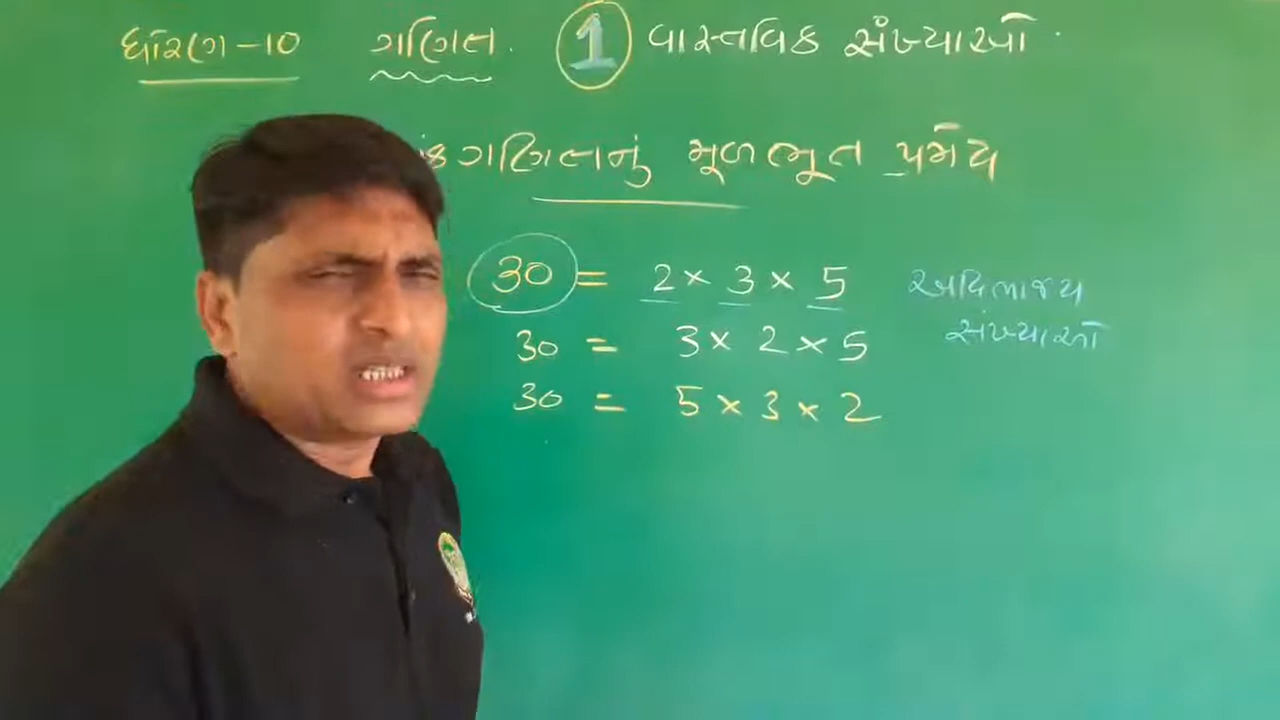 ધોરણ-10 ગણિત. 1 વાસ્તવિક સંખ્યાઓ.
કગણિતનું મૂળભૂત પ્રમેય
30 = 2 × 3 × 5 અવિભાજ્ય
સંખ્યાઓ
30 = 3 × 2 × 5
30 = 5 × 3 × 2